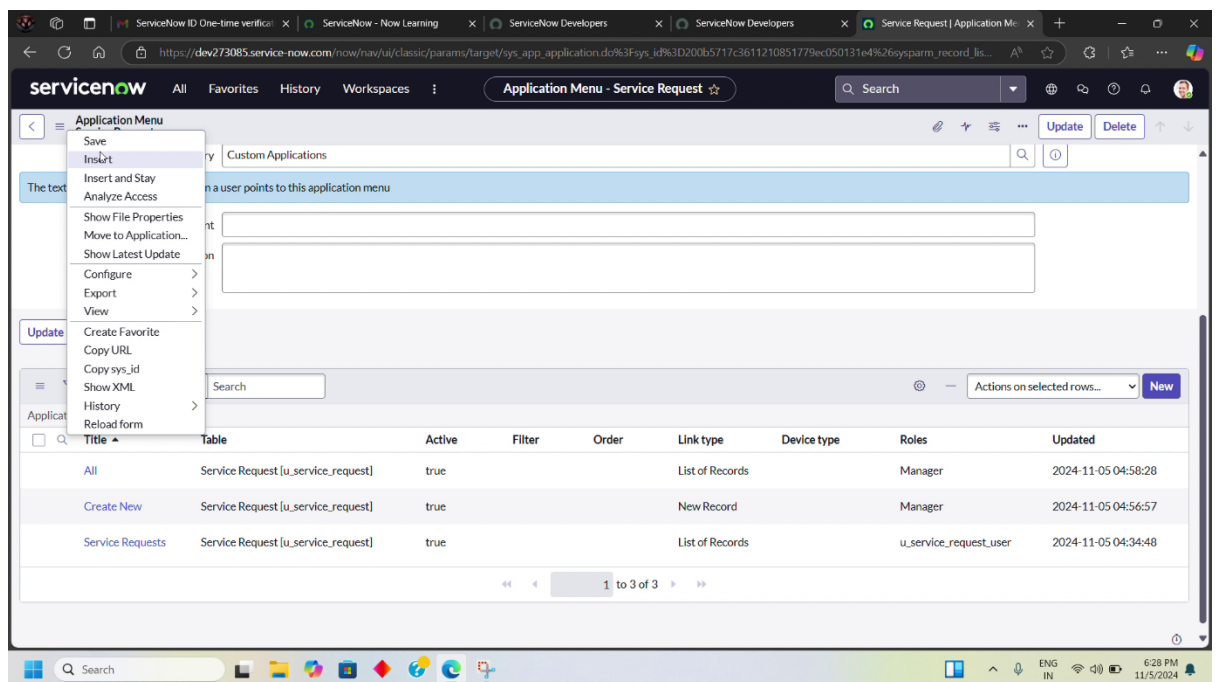 ServiceNow ID One-time verificat
ServiceNow - Now Learning
ServiceNow Developers
ServiceNow Developers
Service Request | Application Me
https://dev273085.service-now.com/now/nav/ui/classic/params/target/sys_app_application.do%3Fsys_id%3D200b5717c3611210851779ec050131e4%26sysparm_record_lis...
servicenow All Favorites History Workspaces Application Menu - Service Request Search
Application Menu
Update Delete
Save
Insert
Insert and Stay
Analyze Access
Show File Properties
Move to Application...
Show Latest Update
Configure
Export
View
Create Favorite
Copy URL
Copy sys_id
Show XML
History
Reload form
ry Custom Applications
The text n a user points to this application menu
nt
on
Update
Search Actions on selected rows... New
Applicat
Title Table Active Filter Order Link type Device type Roles Updated
All Service Request [u_service_request] true List of Records Manager 2024-11-05 04:58:28
Create New Service Request [u_service_request] true New Record Manager 2024-11-05 04:56:57
Service Requests Service Request [u_service_request] true List of Records u_service_request_user 2024-11-05 04:34:48
1 to 3 of 3
Search
ENG
IN
6:28 PM
11/5/2024